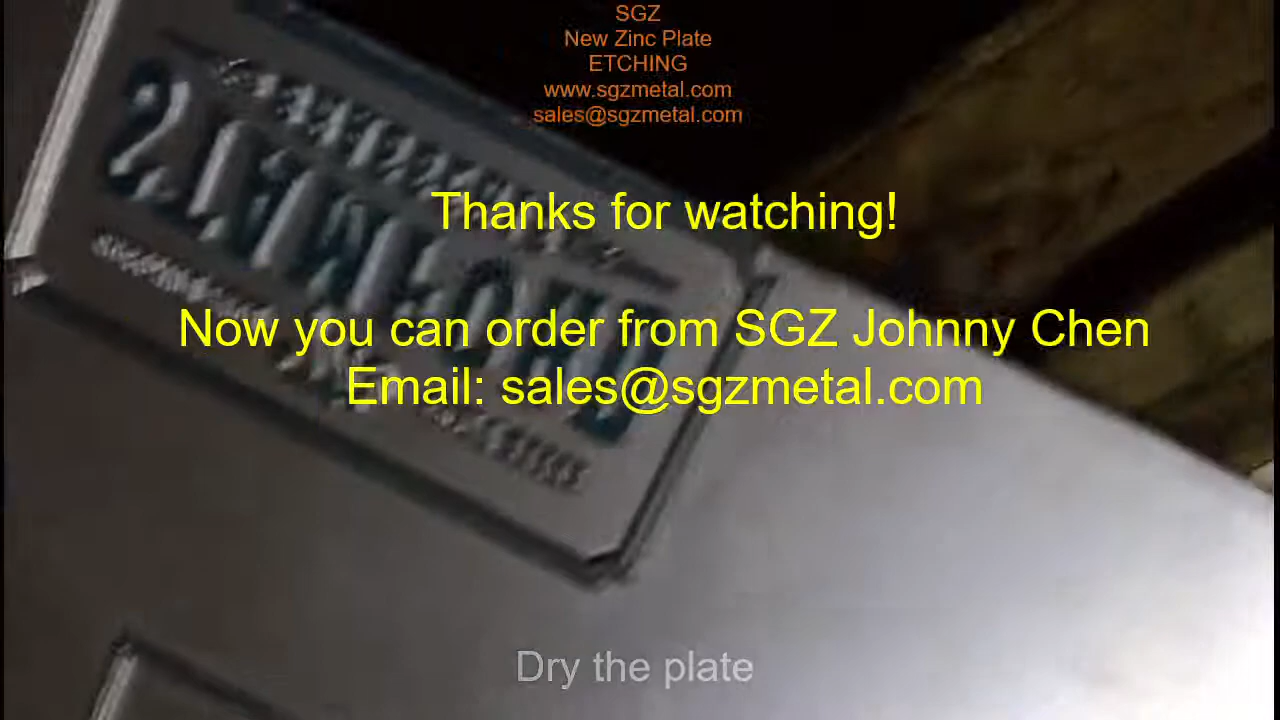 SGZ
New Zinc Plate
ETCHING
www.sgzmetal.com
sales@sgzmetal.com
Thanks for watching!
Now you can order from SGZ Johnny Chen
Email: sales@sgzmetal.com
Dry the plate